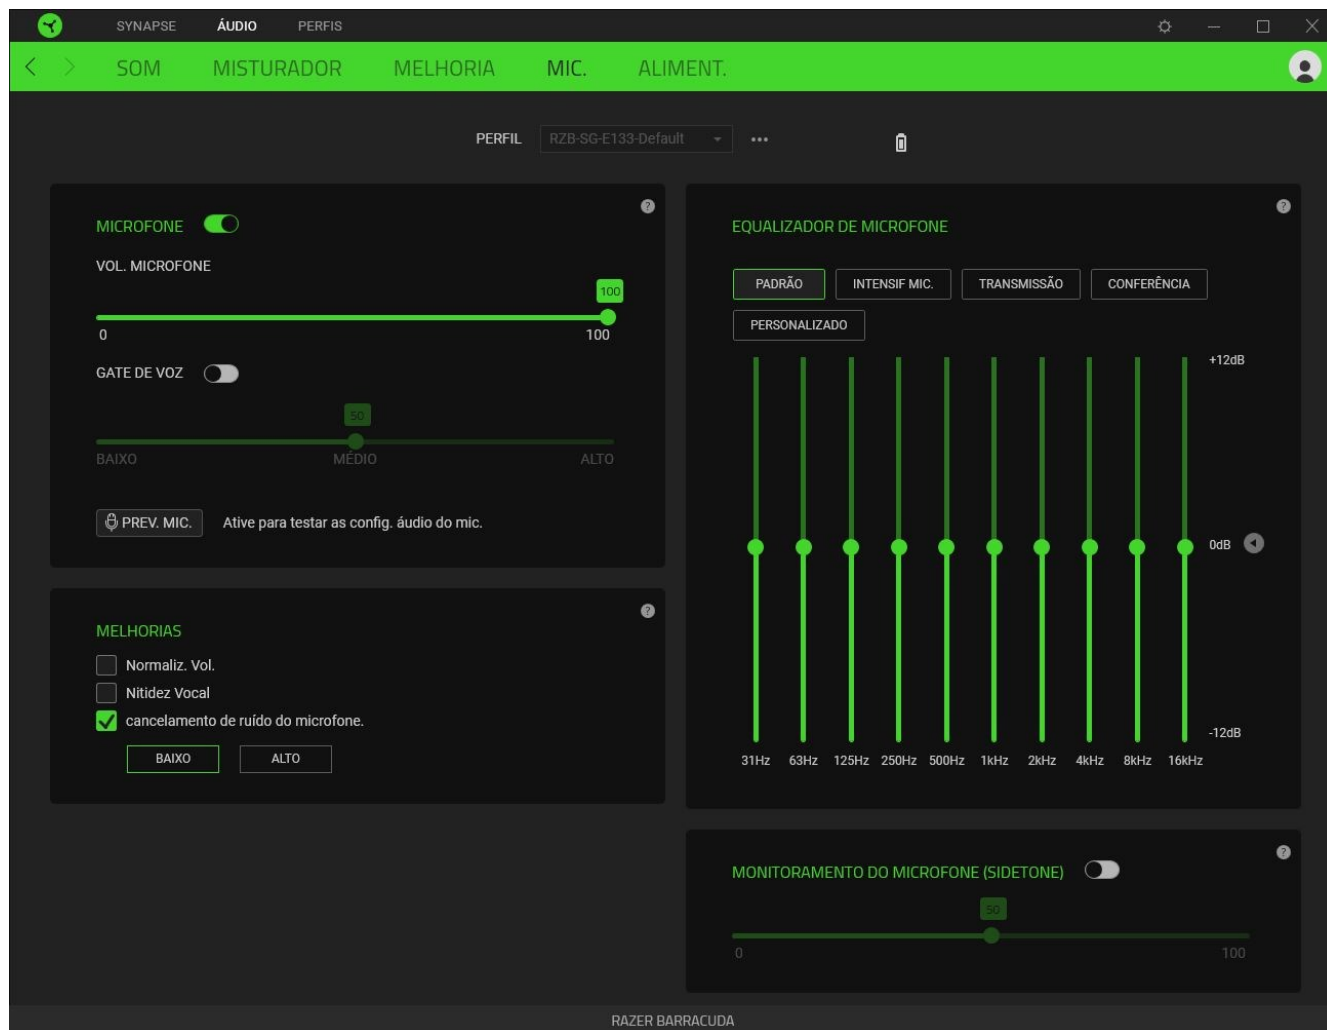 SYNAPSE ÁUDIO PERFIS
SOM MISTURADOR MELHORIA MIC. ALIMENT.
PERFIL RZB-SG-E133-Default
MICROFONE
VOL. MICROFONE
100
0 100
GATE DE VOZ
50
BAIXO MÉDIO ALTO
PREV. MIC. Ative para testar as config. áudio do mic.
MELHORIAS
Normaliz. Vol.
Nitidez Vocal
cancelamento de ruído do microfone.
BAIXO ALTO
EQUALIZADOR DE MICROFONE
PADRÃO INTENSIF MIC. TRANSMISSÃO CONFERÊNCIA
PERSONALIZADO
+12dB
0dB
-12dB
31Hz 63Hz 125Hz 250Hz 500Hz 1kHz 2kHz 4kHz 8kHz 16kHz
MONITORAMENTO DO MICROFONE (SIDETONE)
50
0 100
RAZER BARRACUDA